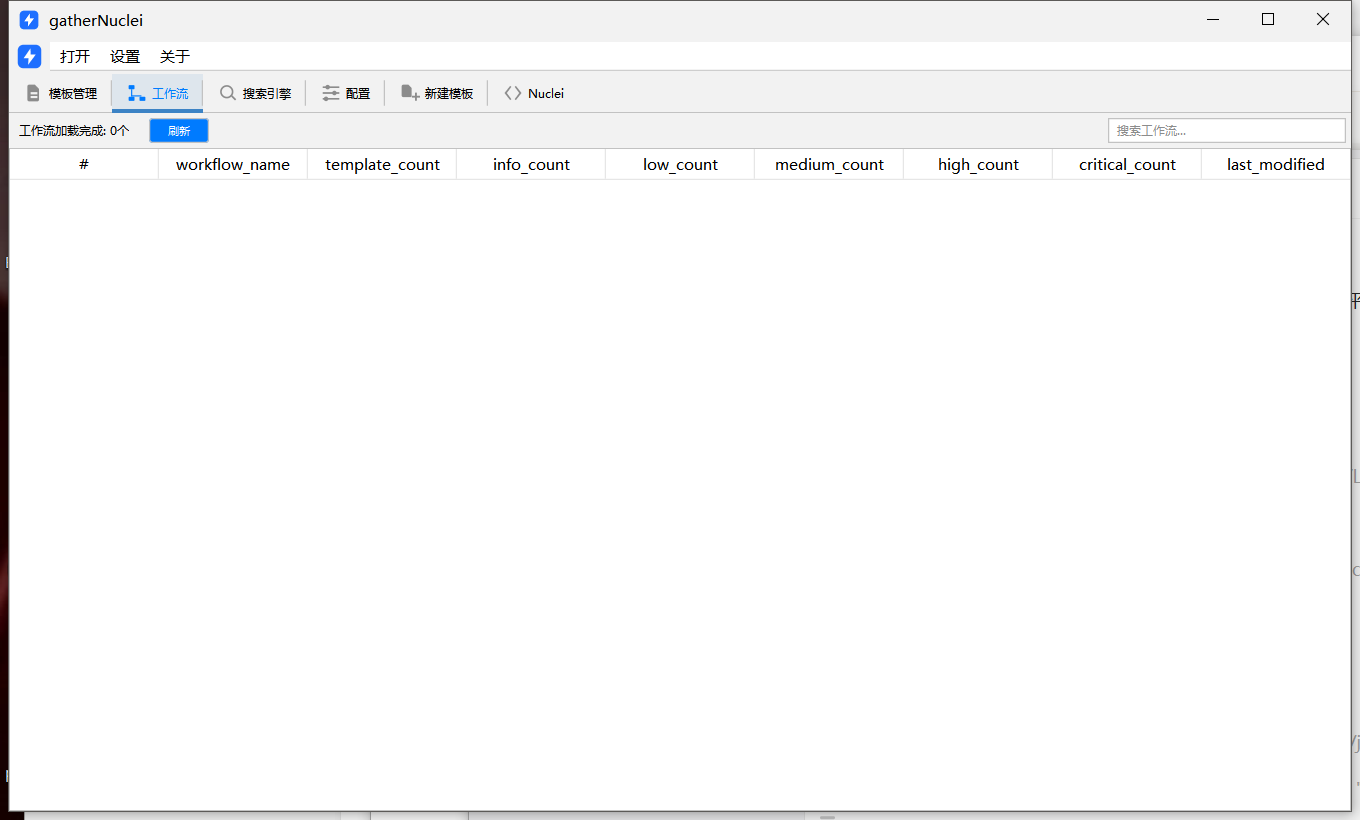 gatherNuclei
打开 设置 关于
模板管理 工作流 搜索引擎 配置 新建模板 Nuclei
工作流加载完成: 0个 刷新 搜索工作流...
# workflow_name template_count info_count low_count medium_count high_count critical_count last_modified